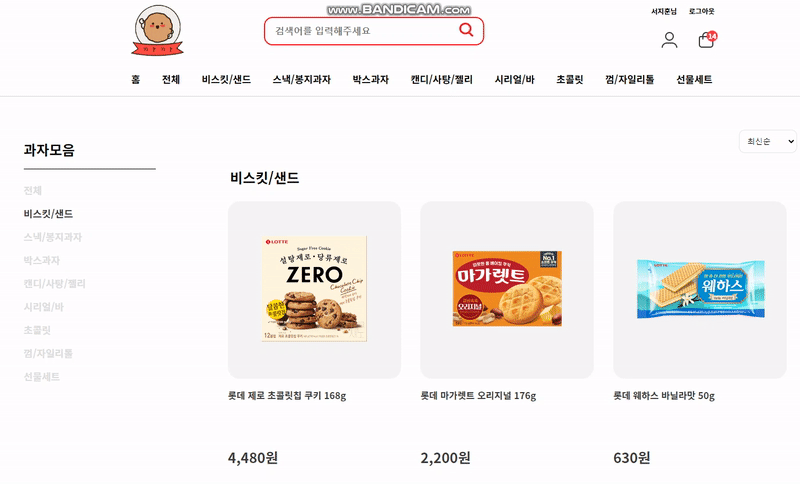 www.BANDICAM.com
서지훈님 로그아웃
검색어를 입력해주세요
14
홈 전체 비스킷/샌드 스낵/봉지과자 박스과자 캔디/사탕/젤리 시리얼/바 초콜릿 껌/자일리톨 선물세트
최신순
과자모음
전체
비스킷/샌드
스낵/봉지과자
박스과자
캔디/사탕/젤리
시리얼/바
초콜릿
껌/자일리톨
선물세트
비스킷/샌드
LOTTE
Sugar Free Cookie
설탕제로·당류제로
ZERO
Chocolate Chip
Cookie
롯데 제로 초콜릿칩 쿠키 168g
4,480원
LOTTE
No.1
마가렛트
오리지널
롯데 마가렛트 오리지널 176g
2,200원
LOTTE
웨하스
롯데 웨하스 바닐라맛 50g
630원